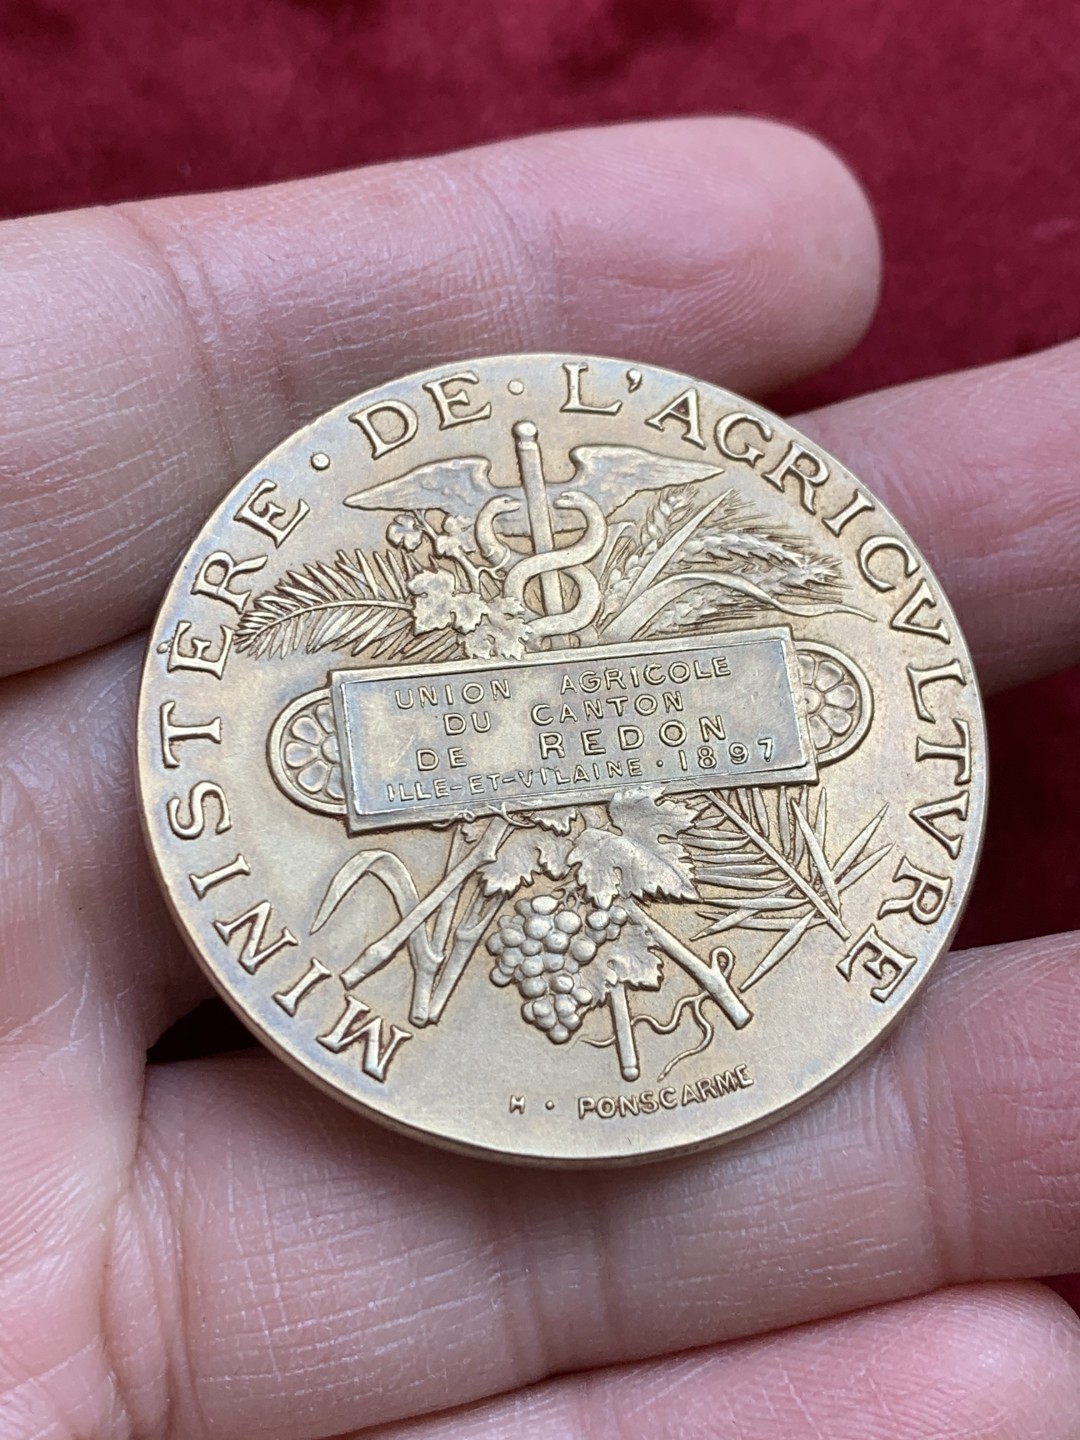 MINISTÈRE · DE · L'AGRICVLTVRE
UNION AGRICOLE
DU CANTON
DE REDON
ILLE-ET-VILAINE · 1897
H · PONSCARME